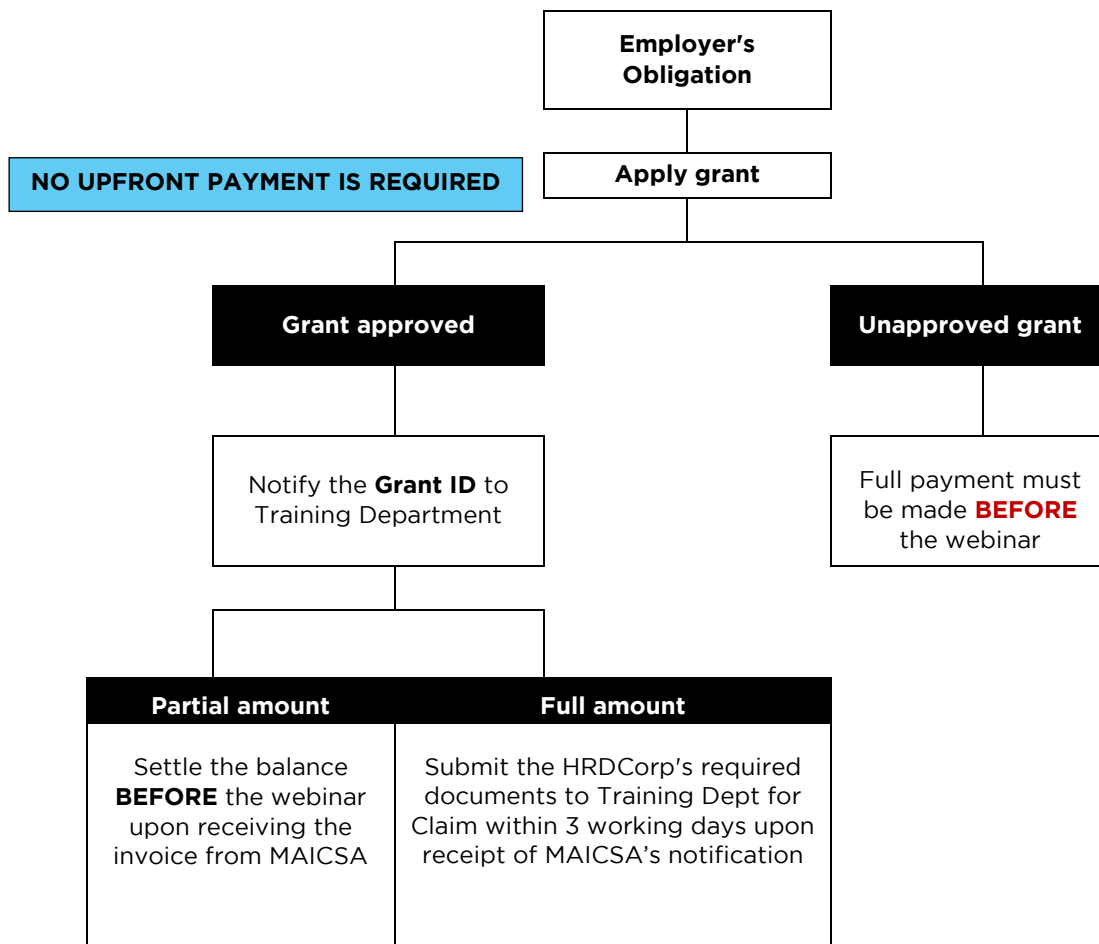 Employer's
Obligation
NO UPFRONT PAYMENT IS REQUIRED
Apply grant
Grant approved
Unapproved grant
Notify the Grant ID to
Training Department
Full payment must
be made BEFORE
the webinar
Partial amount
Full amount
Settle the balance
BEFORE the webinar
upon receiving the
invoice from MAICSA
Submit the HRDCorp's required
documents to Training Dept for
Claim within 3 working days upon
receipt of MAICSA’s notification